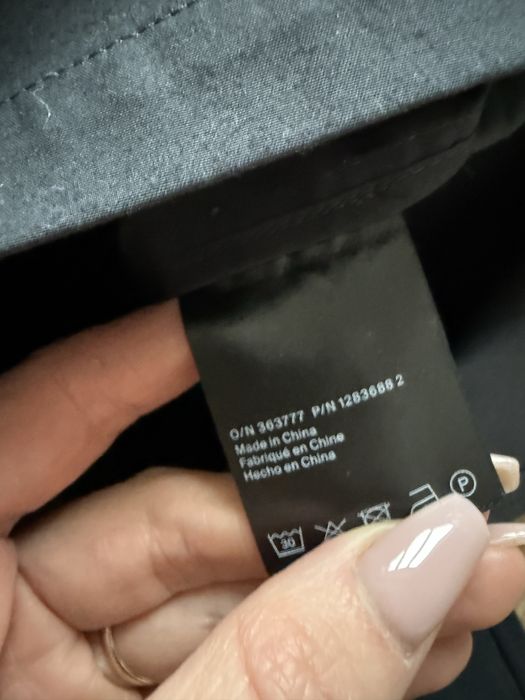 O/N 363777 P/N 1283688 2
Made in China
Fabriqué en Chine
Hecho en China
30 P